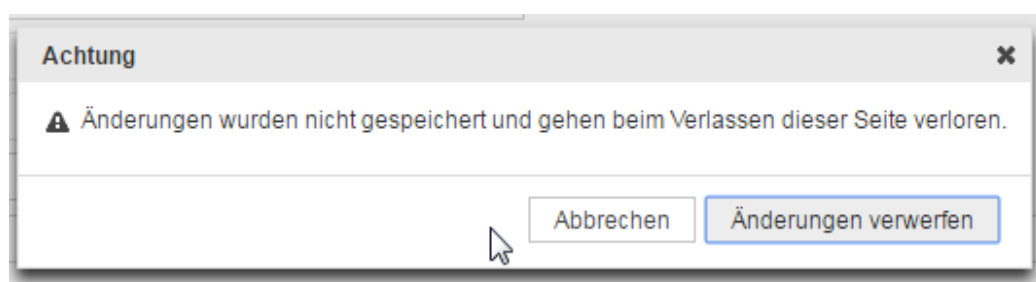 Achtung
Änderungen wurden nicht gespeichert und gehen beim Verlassen dieser Seite verloren.
Abbrechen Änderungen verwerfen